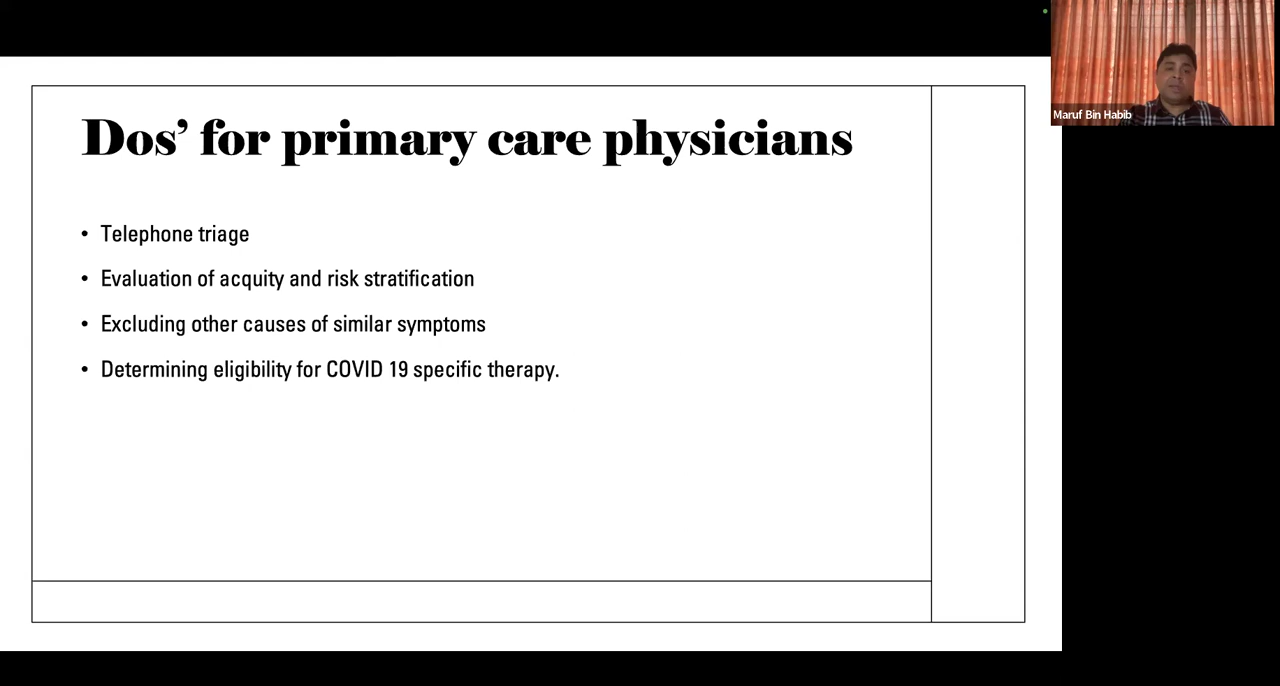 Dos’ for primary care physicians
• Telephone triage
• Evaluation of acquity and risk stratification
• Excluding other causes of similar symptoms
• Determining eligibility for COVID 19 specific therapy.
Maruf Bin Habib